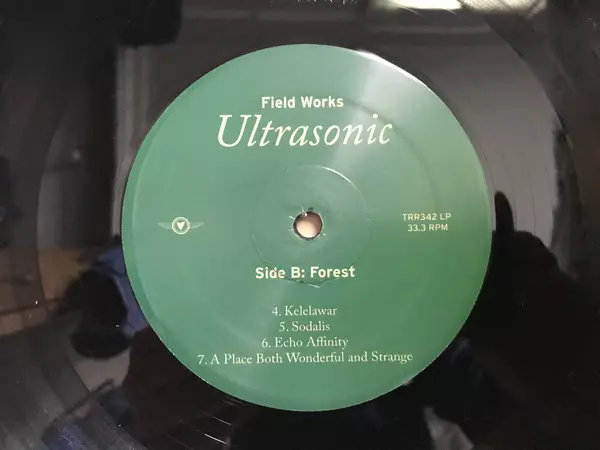 Field Works
Ultrasonic
TRR342 LP
33.3 RPM
Side B: Forest
4. Kelelawar
5. Sodalis
6. Echo Affinity
7. A Place Both Wonderful and Strange